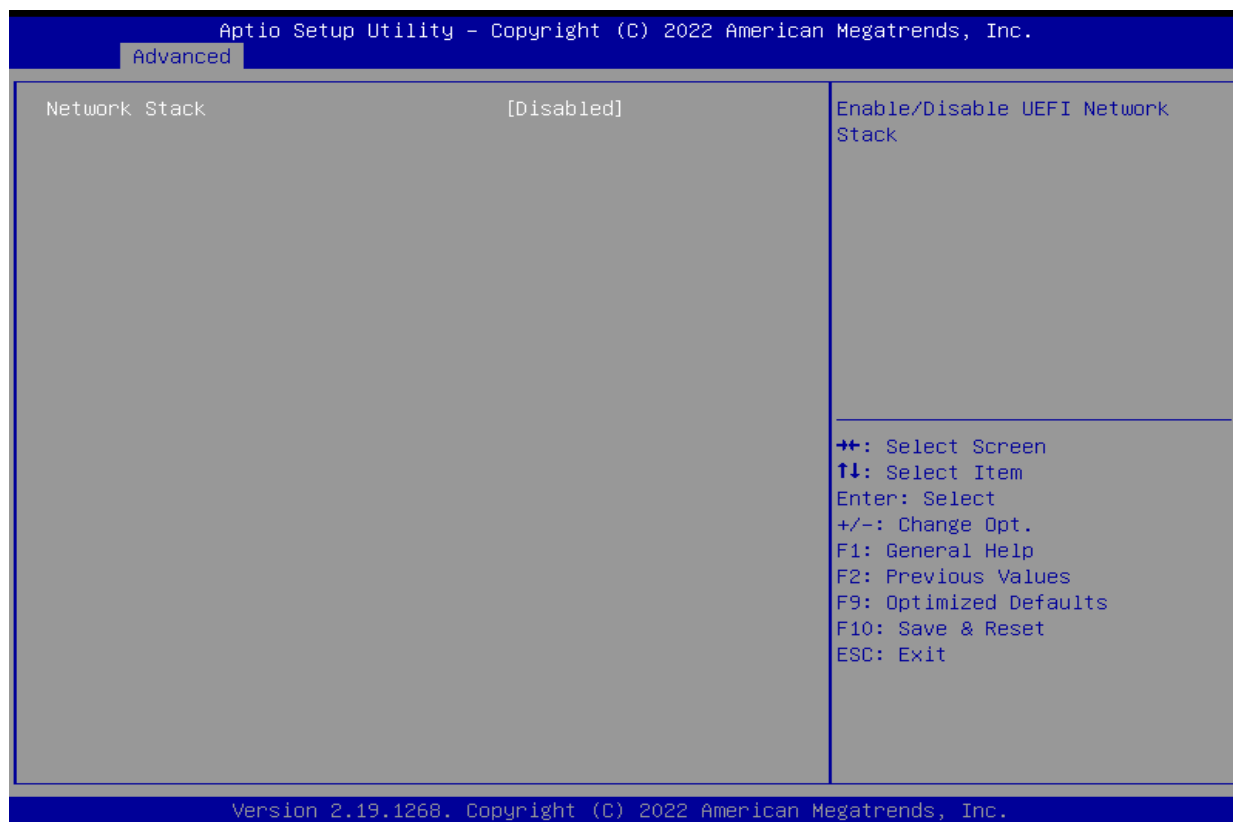 Aptio Setup Utility – Copyright (C) 2022 American Megatrends, Inc.
Advanced
Network Stack [Disabled]
Enable/Disable UEFI Network
Stack
→←: Select Screen
↑↓: Select Item
Enter: Select
+/-: Change Opt.
F1: General Help
F2: Previous Values
F9: Optimized Defaults
F10: Save & Reset
ESC: Exit
Version 2.19.1268. Copyright (C) 2022 American Megatrends, Inc.